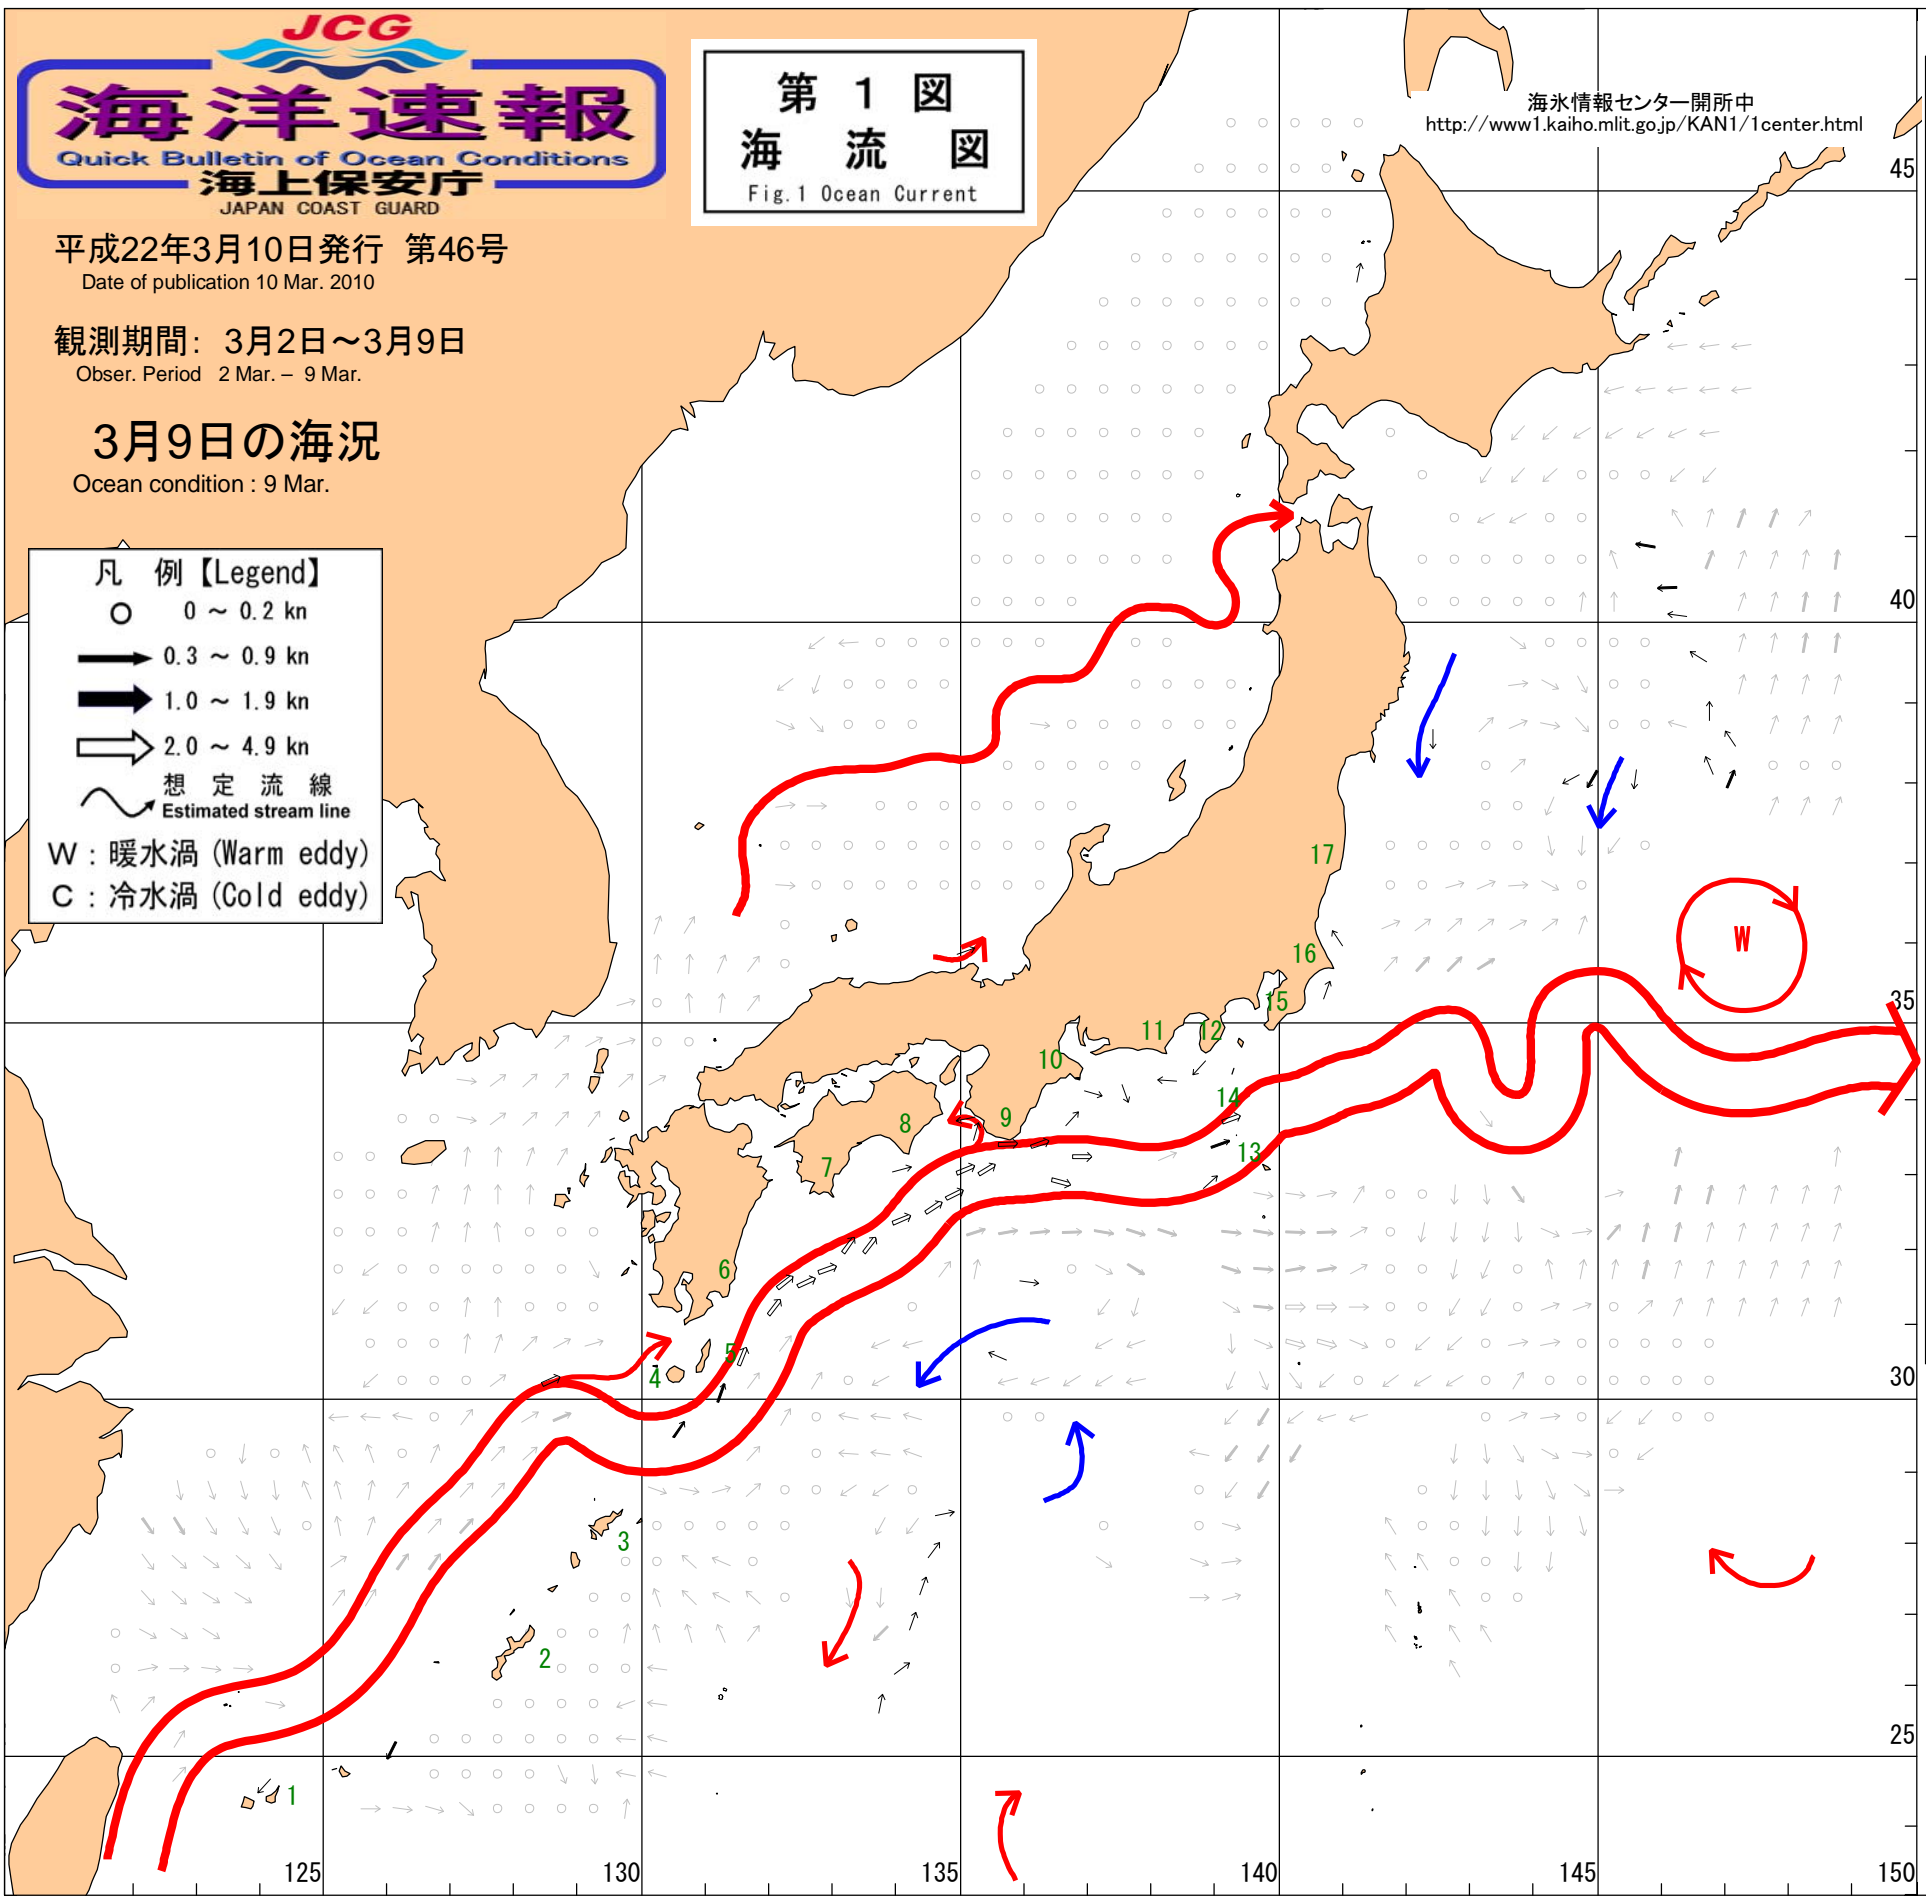 JCG
海洋速報
Quick Bulletin of Ocean Conditions
海上保安庁
JAPAN COAST GUARD
第 1 図
海 流 図
Fig.1 Ocean Current
海氷情報センター開所中
http://www1.kaiho.mlit.go.jp/KAN1/1center.html
平成22年3月10日発行 第46号
Date of publication 10 Mar. 2010
観測期間: 3月2日～3月9日
Obser. Period 2 Mar. – 9 Mar.
3月9日の海況
Ocean condition : 9 Mar.
凡 例【Legend】
0 ～ 0.2 kn
0.3 ～ 0.9 kn
1.0 ～ 1.9 kn
2.0 ～ 4.9 kn
想 定 流 線
Estimated stream line
W : 暖水渦 (Warm eddy)
C : 冷水渦 (Cold eddy)
45
40
17
W
16
35
15
12
11
10
14
9
8
13
7
6
5
4
30
3
2
25
1
125
130
135
140
145
150